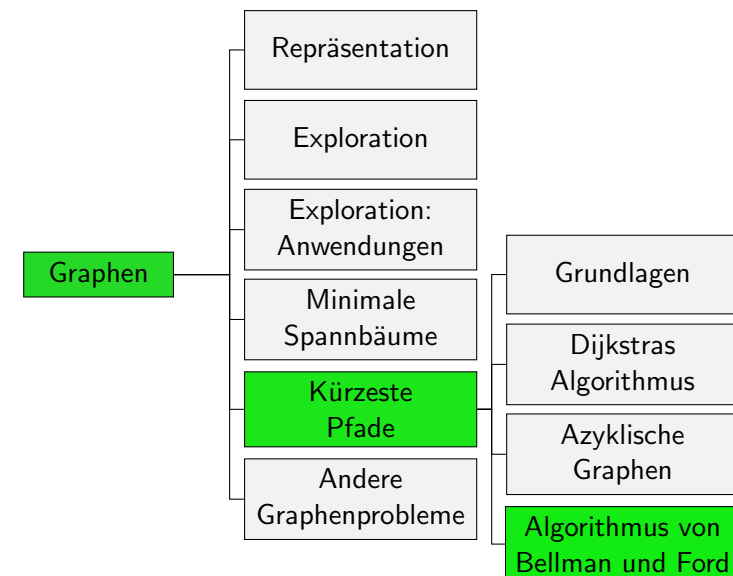 Graphen
Repräsentation
Exploration
Exploration:
Anwendungen
Minimale
Spannbäume
Kürzeste
Pfade
Andere
Graphenprobleme
Grundlagen
Dijkstras
Algorithmus
Azyklische
Graphen
Algorithmus von
Bellman und Ford